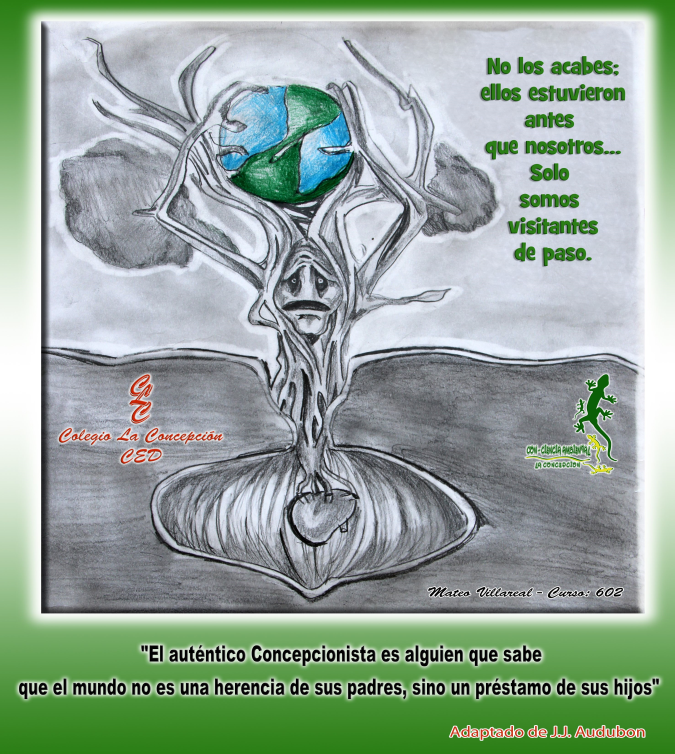 No los acabes:
ellos estuvieron
antes
que nosotros...
Solo
somos
visitantes
de paso.
Colegio La Concepción
CED
CON-CIENCIA AMBIENTAL
LA CONCEPCIÓN
Mateo Villareal - Curso: 602
"El auténtico Concepcionista es alguien que sabe
que el mundo no es una herencia de sus padres, sino un préstamo de sus hijos"
Adaptado de J.J. Audubon